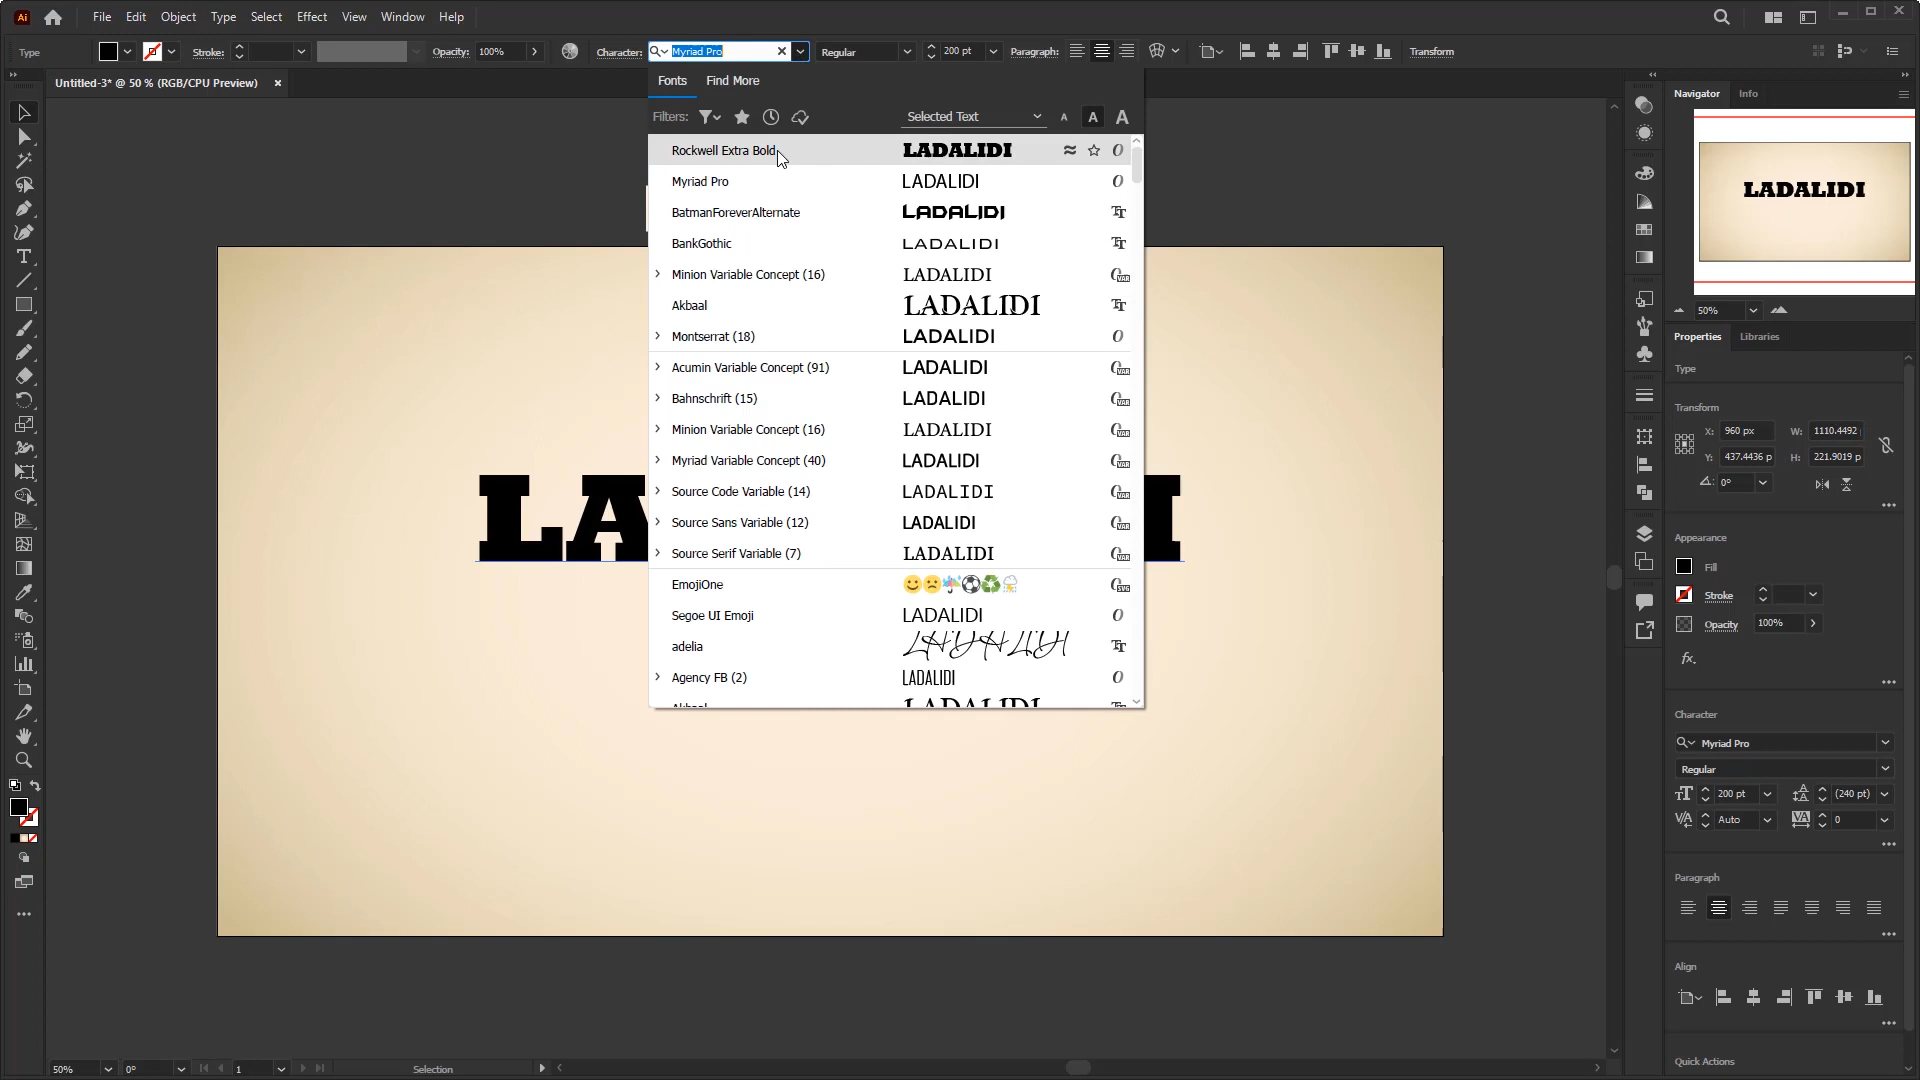 Ai File Edit Object Type Select Effect View Window Help
Type Stroke: Opacity: 100% Character: Myriad Pro Regular 200 pt Paragraph: Transform
Untitled-3* @ 50 % (RGB/CPU Preview)
Fonts Find More
Filters: Selected Text A A A
Rockwell Extra Bold LADALIDI
Myriad Pro LADALIDI
BatmanForeverAlternate LADALIDI
BankGothic LADALIDI
Minion Variable Concept (16) LADALIDI
Akbaal LADALIDI
Montserrat (18) LADALIDI
Acumin Variable Concept (91) LADALIDI
Bahnschrift (15) LADALIDI
Minion Variable Concept (16) LADALIDI
Myriad Variable Concept (40) LADALIDI
Source Code Variable (14) LADALIDI
Source Sans Variable (12) LADALIDI
Source Serif Variable (7) LADALIDI
EmojiOne
Segoe UI Emoji LADALIDI
adelia LADALIDI
Agency FB (2) LADALIDI
Akbaal LADALIDI
LA I
Navigator Info
LADALIDI
50%
Properties Libraries
Type
Transform
X: 960 px W: 1110.4492
Y: 437.4436 p H: 221.9019 p
0°
Appearance
Fill
Stroke
Opacity 100%
fx.
Character
Myriad Pro
Regular
200 pt (240 pt)
Auto 0
Paragraph
Align
Quick Actions
50% 0° 1 Selection